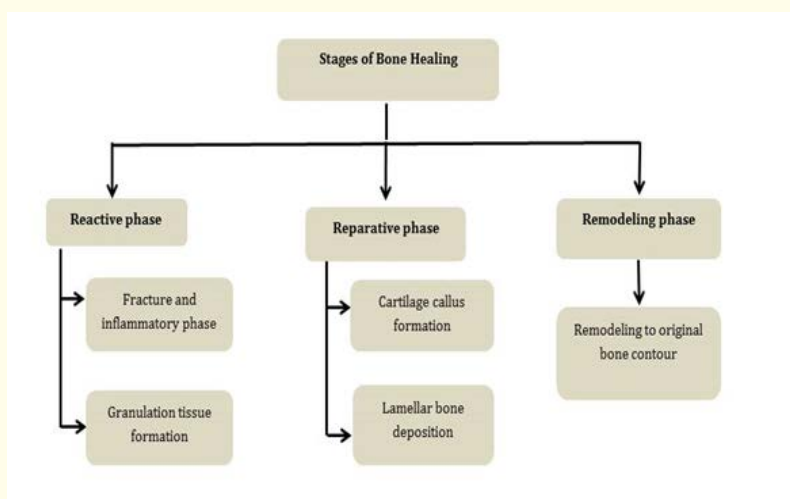 Stages of Bone Healing
Reactive phase
Fracture and
inflammatory phase
Granulation tissue
formation
Reparative phase
Cartilage callus
formation
Lamellar bone
deposition
Remodeling phase
Remodeling to original
bone contour